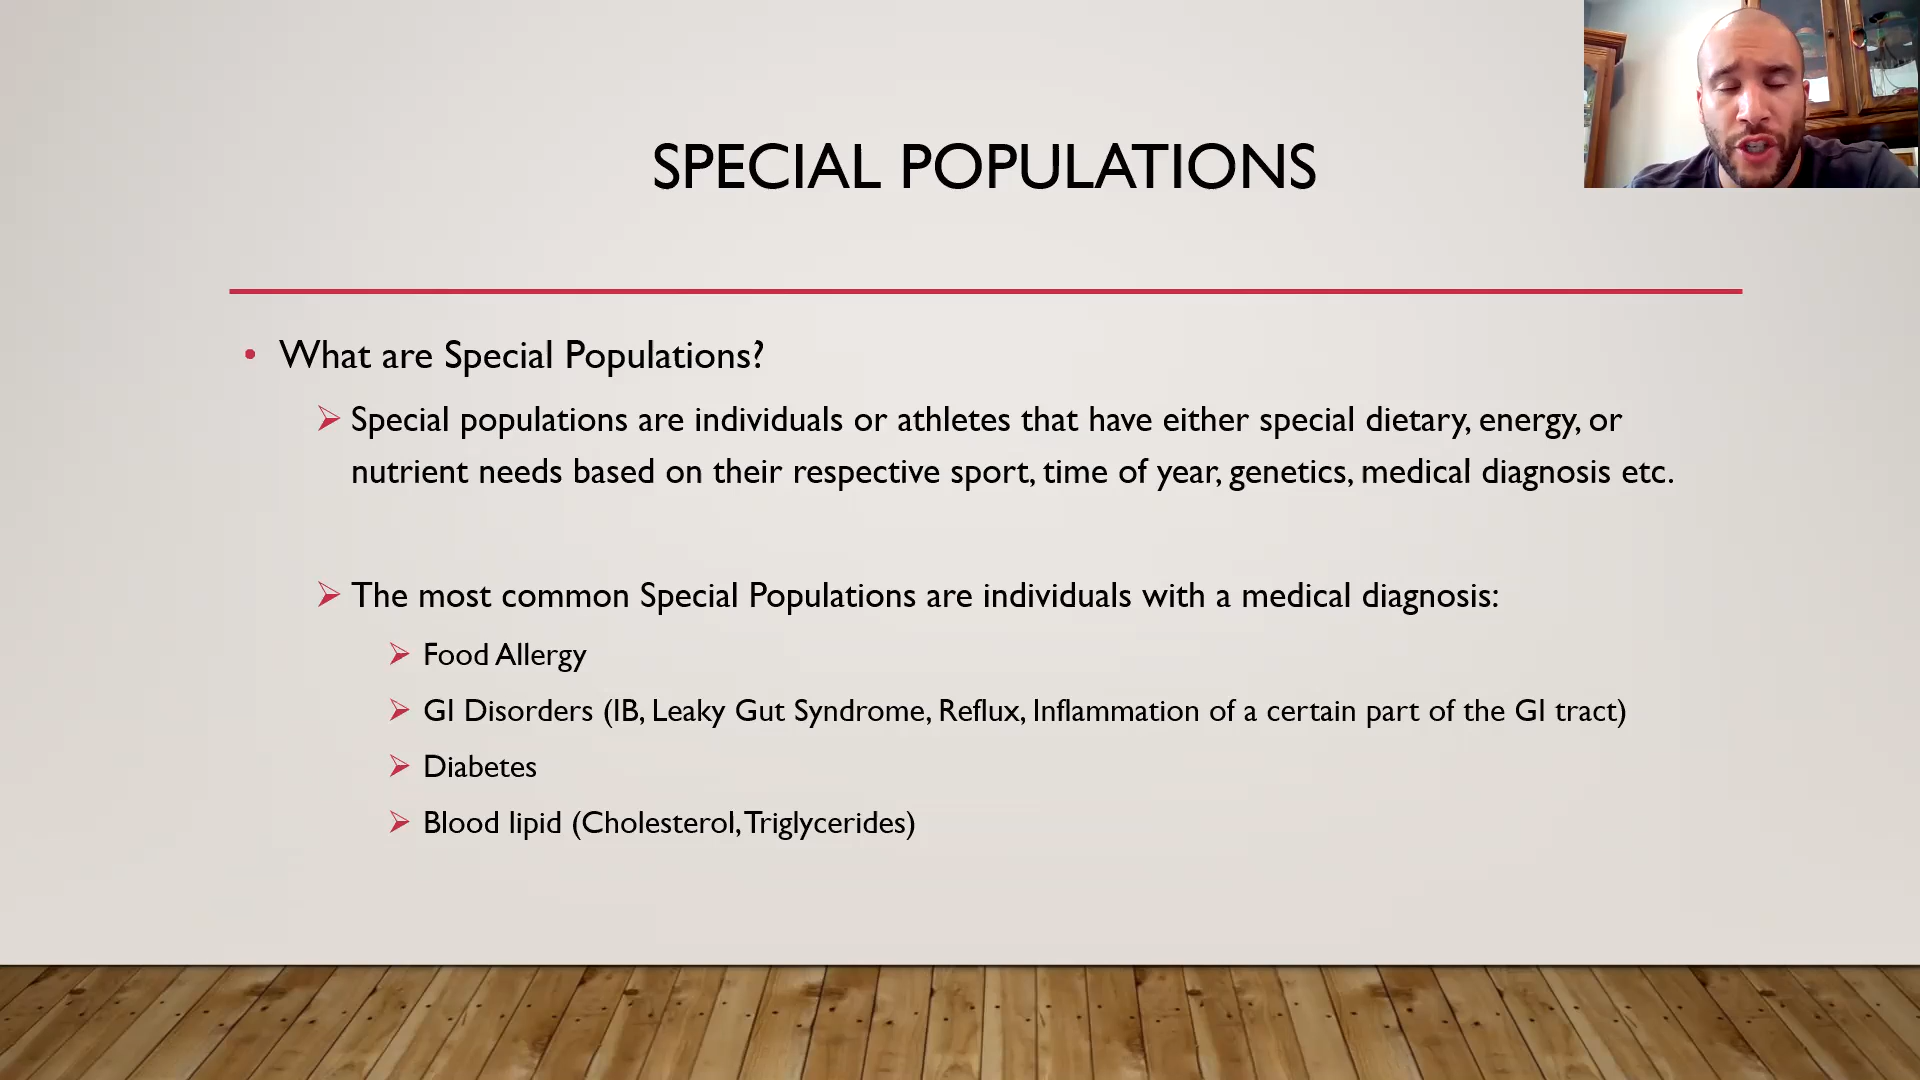 SPECIAL POPULATIONS
• What are Special Populations?
Special populations are individuals or athletes that have either special dietary, energy, or
nutrient needs based on their respective sport, time of year, genetics, medical diagnosis etc.
The most common Special Populations are individuals with a medical diagnosis:
Food Allergy
GI Disorders (IB, Leaky Gut Syndrome, Reflux, Inflammation of a certain part of the GI tract)
Diabetes
Blood lipid (Cholesterol, Triglycerides)